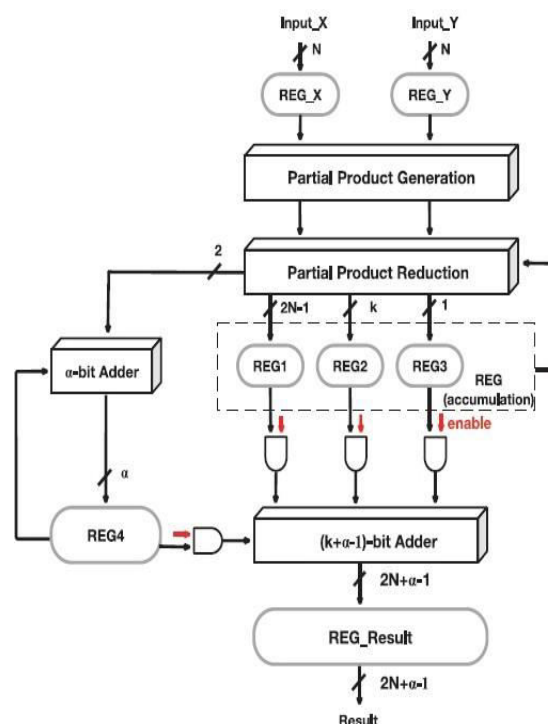 Input_X Input_Y
N N
REG_X REG_Y
Partial Product Generation
2
Partial Product Reduction
2N-1 k 1
α-bit Adder
REG1 REG2 REG3
REG
(accumulation)
enable
α
REG4
(k+α-1)-bit Adder
2N+α-1
REG_Result
2N+α-1
Result